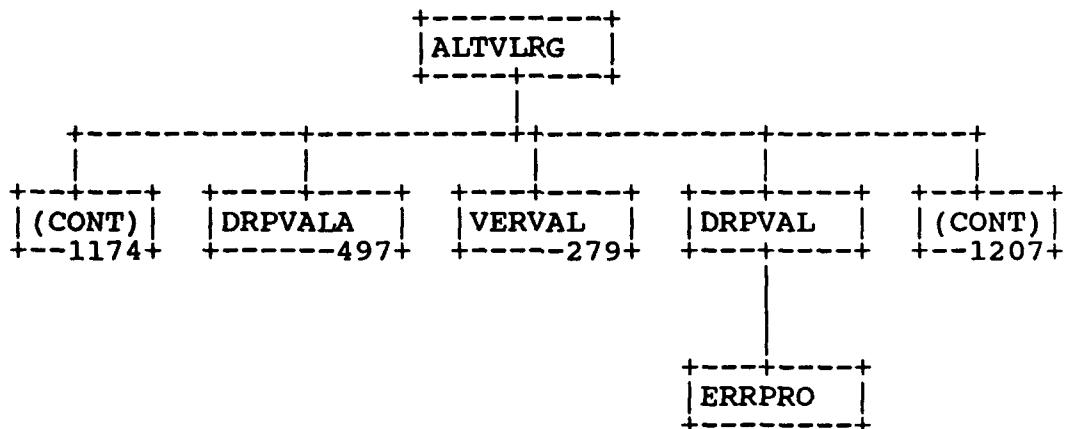 ALTVLRG
(CONT) DRPVALA VERVAL DRPVAL (CONT)
1174 497 279 1207
ERRPRO